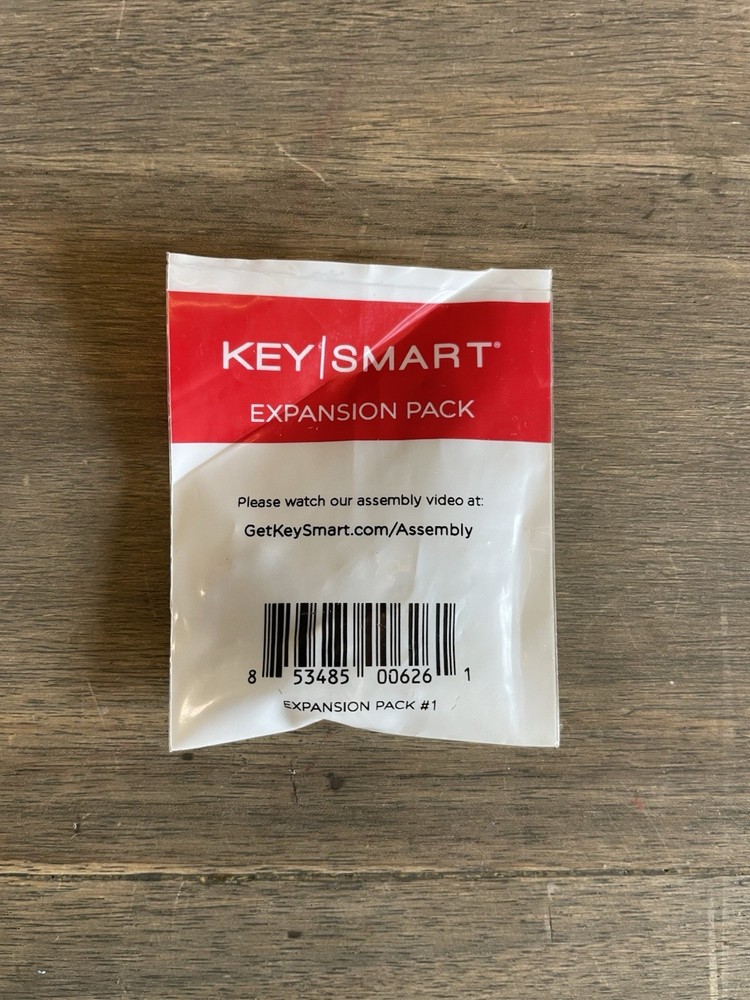 KEY|SMART®
EXPANSION PACK
Please watch our assembly video at:
GetKeySmart.com/Assembly
8 53485 00626 1
EXPANSION PACK #1